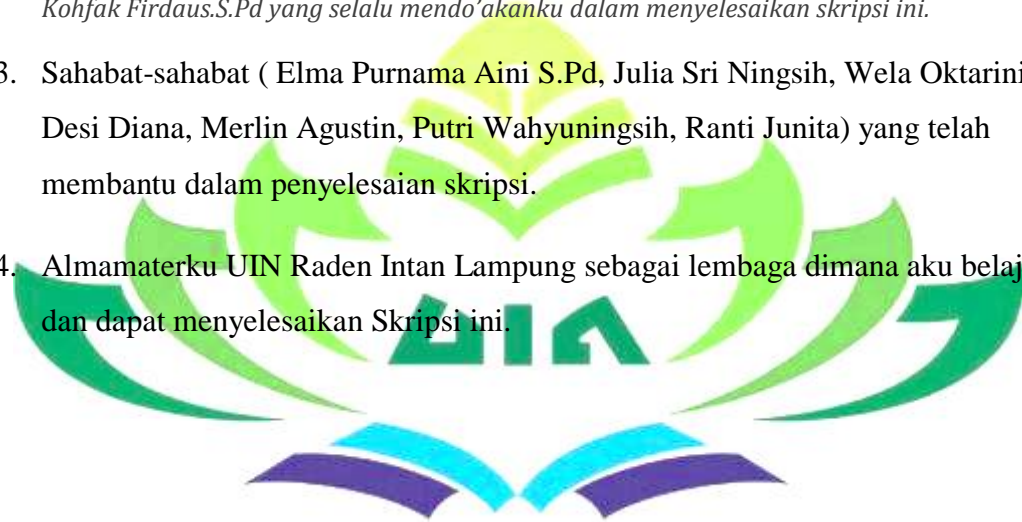 Kohfak Firdaus.S.Pd yang selalu mendo’akanku dalam menyelesaikan skripsi ini.
3. Sahabat-sahabat ( Elma Purnama Aini S.Pd, Julia Sri Ningsih, Wela Oktarini
Desi Diana, Merlin Agustin, Putri Wahyuningsih, Ranti Junita) yang telah
membantu dalam penyelesaian skripsi.
4. Almamaterku UIN Raden Intan Lampung sebagai lembaga dimana aku belaj
dan dapat menyelesaikan Skripsi ini.
UIN